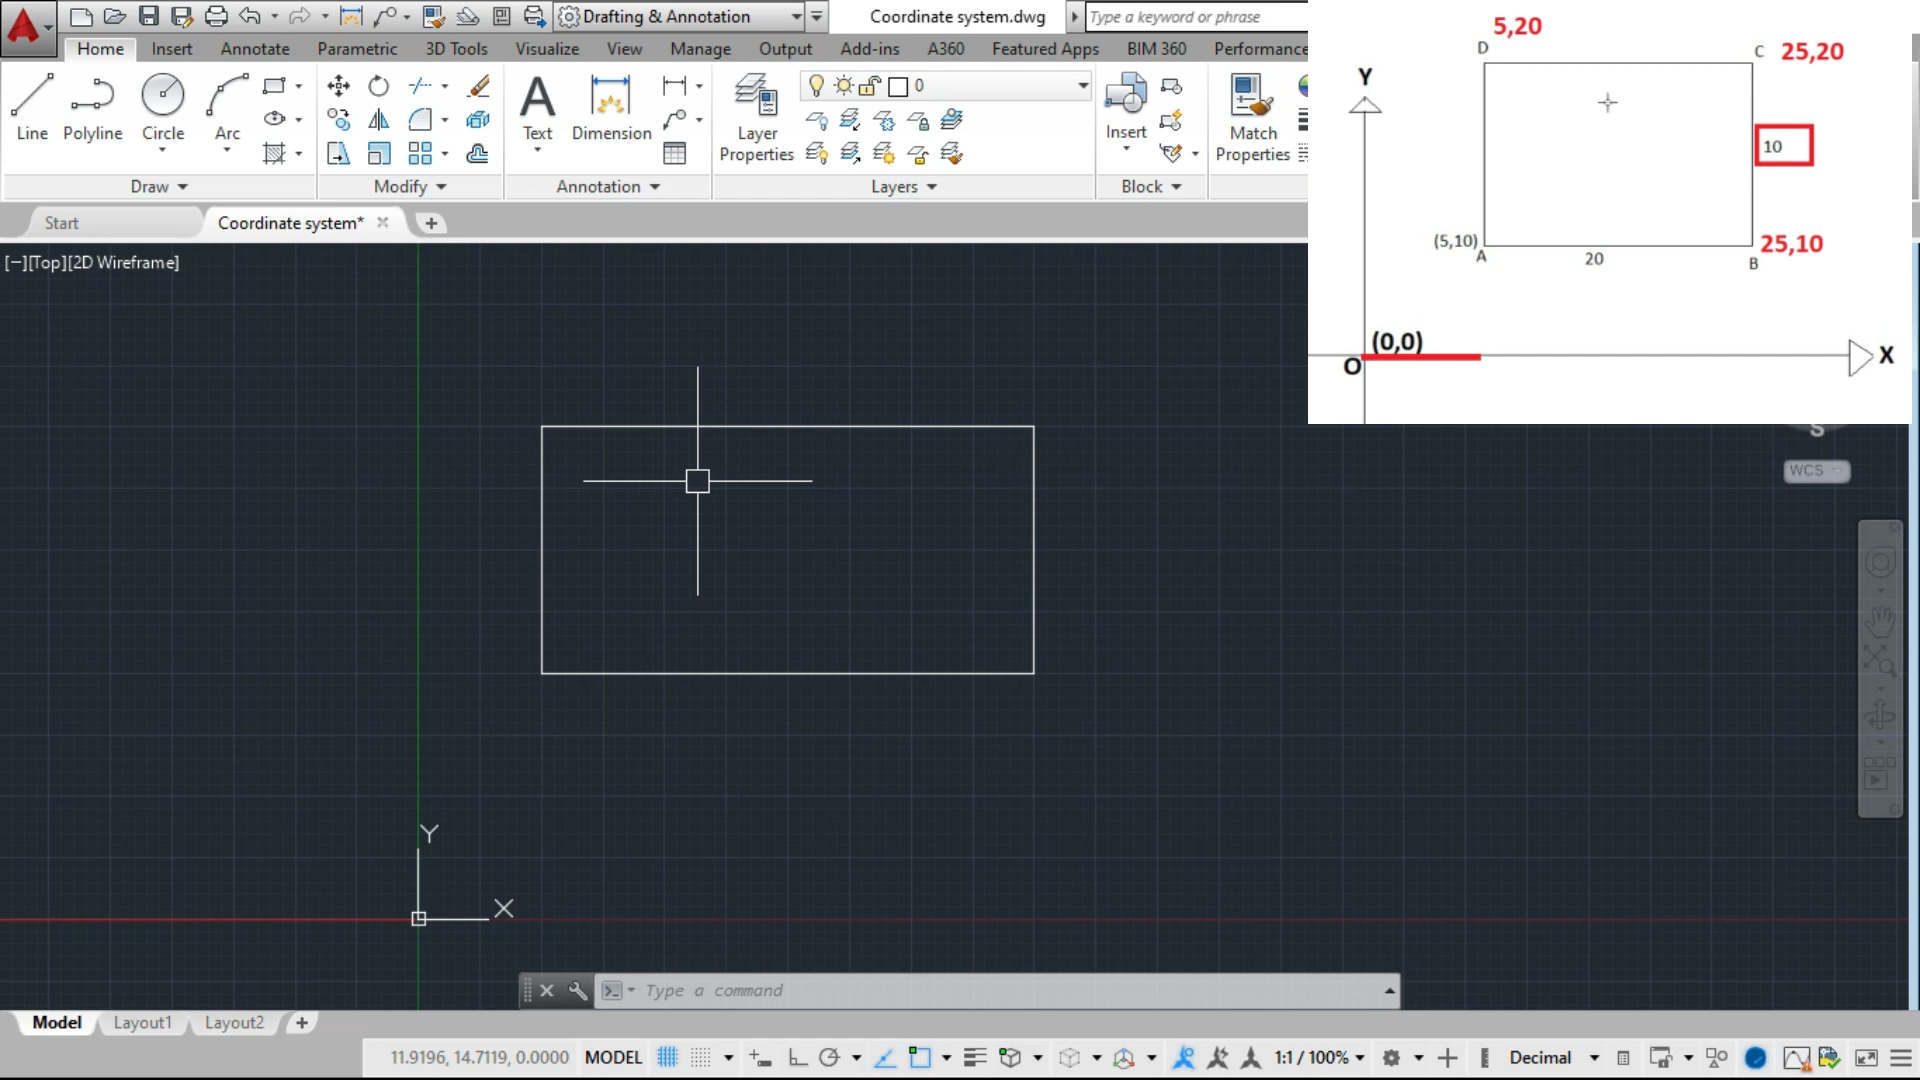 Drafting & Annotation
Coordinate system.dwg
Type a keyword or phrase
Home
Insert
Annotate
Parametric
3D Tools
Visualize
View
Manage
Output
Add-ins
A360
Featured Apps
BIM 360
Performance
Line
Polyline
Circle
Arc
A
Text
Dimension
Layer
Properties
0
Insert
Match
Properties
Draw
Modify
Annotation
Layers
Block
Start
Coordinate system*
[−][Top][2D Wireframe]
5,20
D
C
25,20
Y
10
(5,10)
A
20
25,10
B
(0,0)
O
X
S
WCS
Y
X
Type a command
Model
Layout1
Layout2
11.9196, 14.7119, 0.0000
MODEL
1:1 / 100%
Decimal